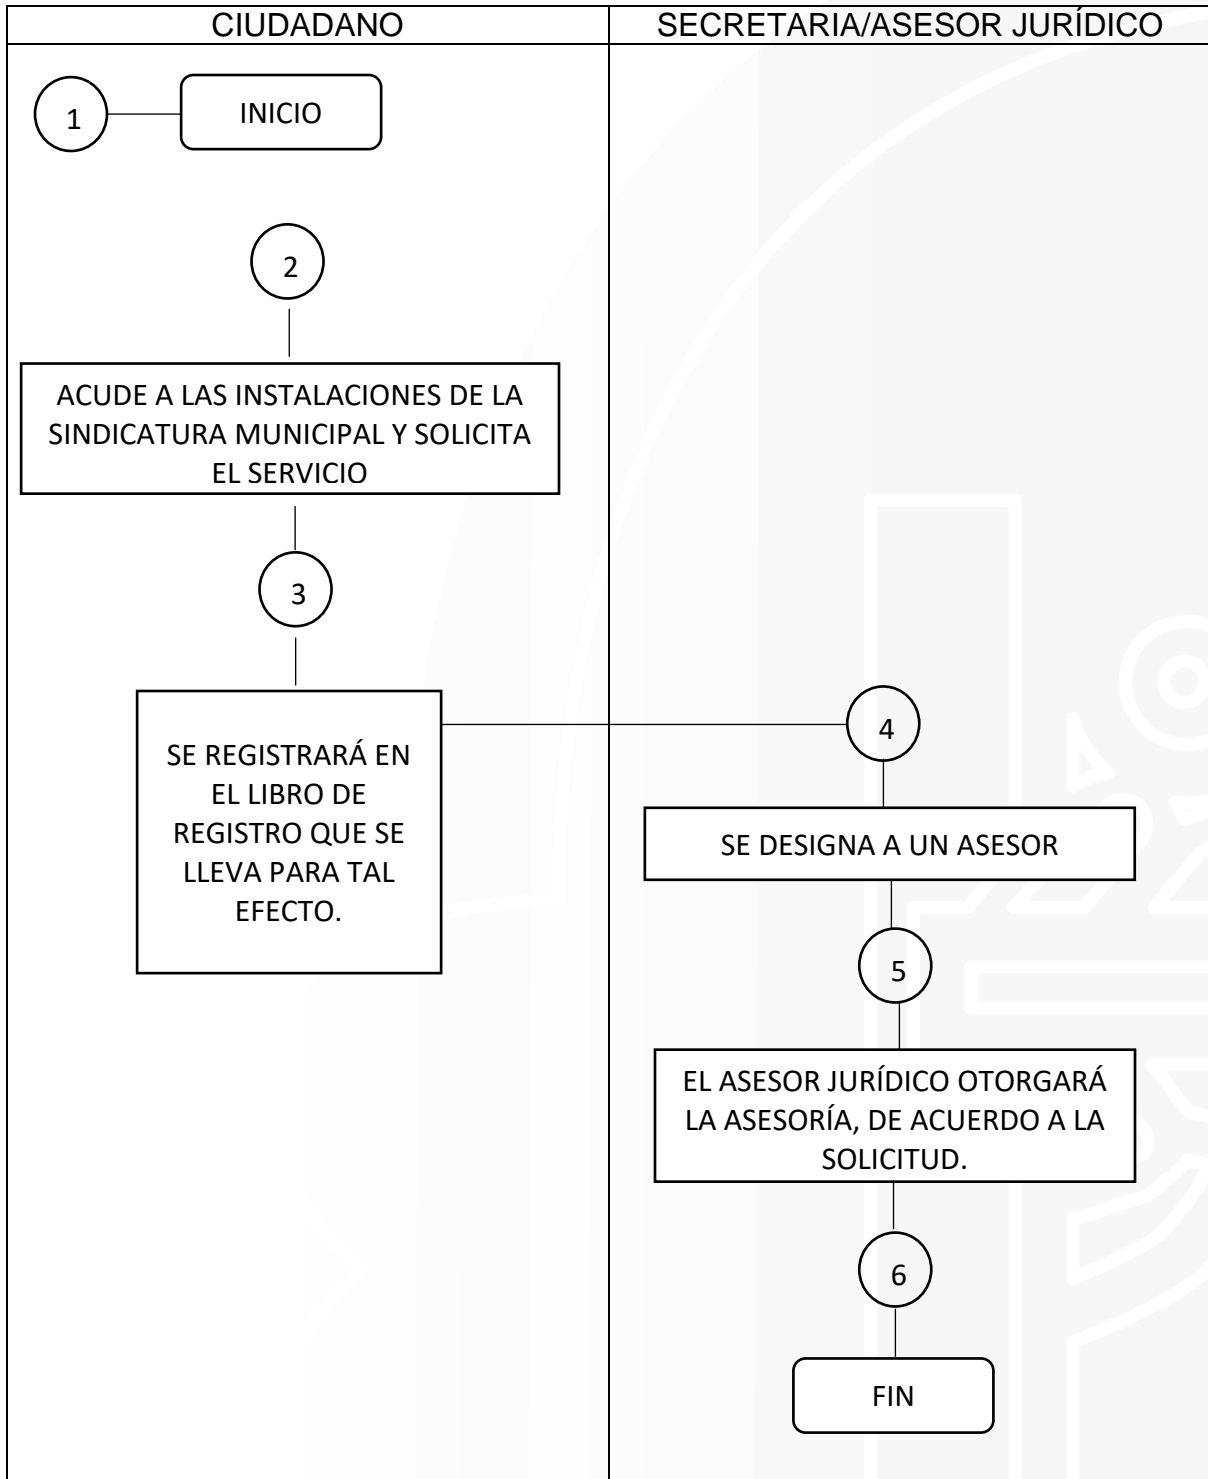 CIUDADANO
SECRETARIA/ASESOR JURÍDICO
1
INICIO
2
ACUDE A LAS INSTALACIONES DE LA
SINDICATURA MUNICIPAL Y SOLICITA
EL SERVICIO
3
SE REGISTRARÁ EN
EL LIBRO DE
REGISTRO QUE SE
LLEVA PARA TAL
EFECTO.
4
SE DESIGNA A UN ASESOR
5
EL ASESOR JURÍDICO OTORGARÁ
LA ASESORÍA, DE ACUERDO A LA
SOLICITUD.
6
FIN